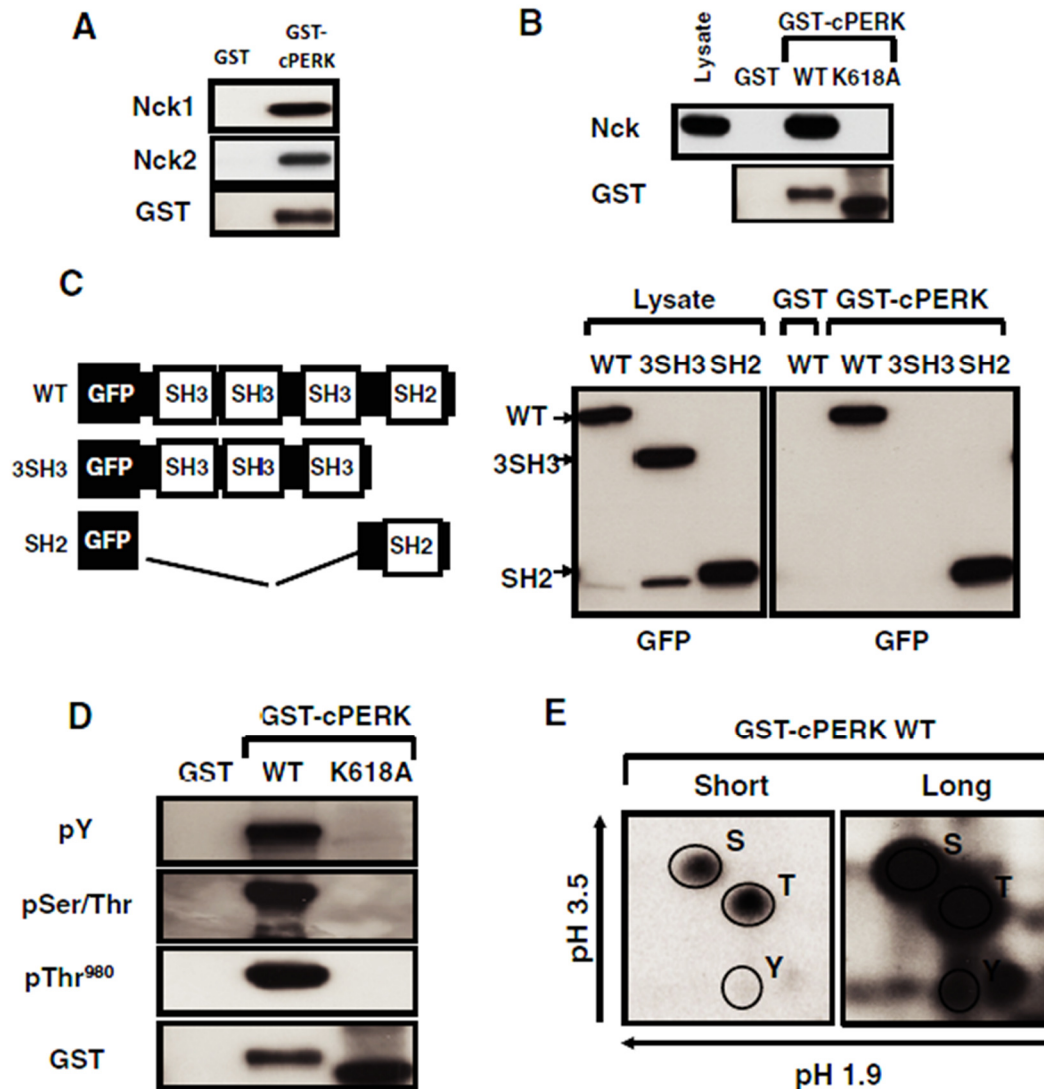 A
GST GST-
cPERK
Nck1
Nck2
GST
B
GST-cPERK
Lysate GST WT K618A
Nck
GST
C
WT GFP SH3 SH3 SH3 SH2
3SH3 GFP SH3 SH3 SH3
SH2 GFP SH2
Lysate GST GST-cPERK
WT 3SH3 SH2 WT WT 3SH3 SH2
WT
3SH3
SH2
GFP GFP
D
GST-cPERK
GST WT K618A
pY
pSer/Thr
pThr980
GST
E
GST-cPERK WT
Short Long
S S
T T
Y Y
pH 3.5
pH 1.9